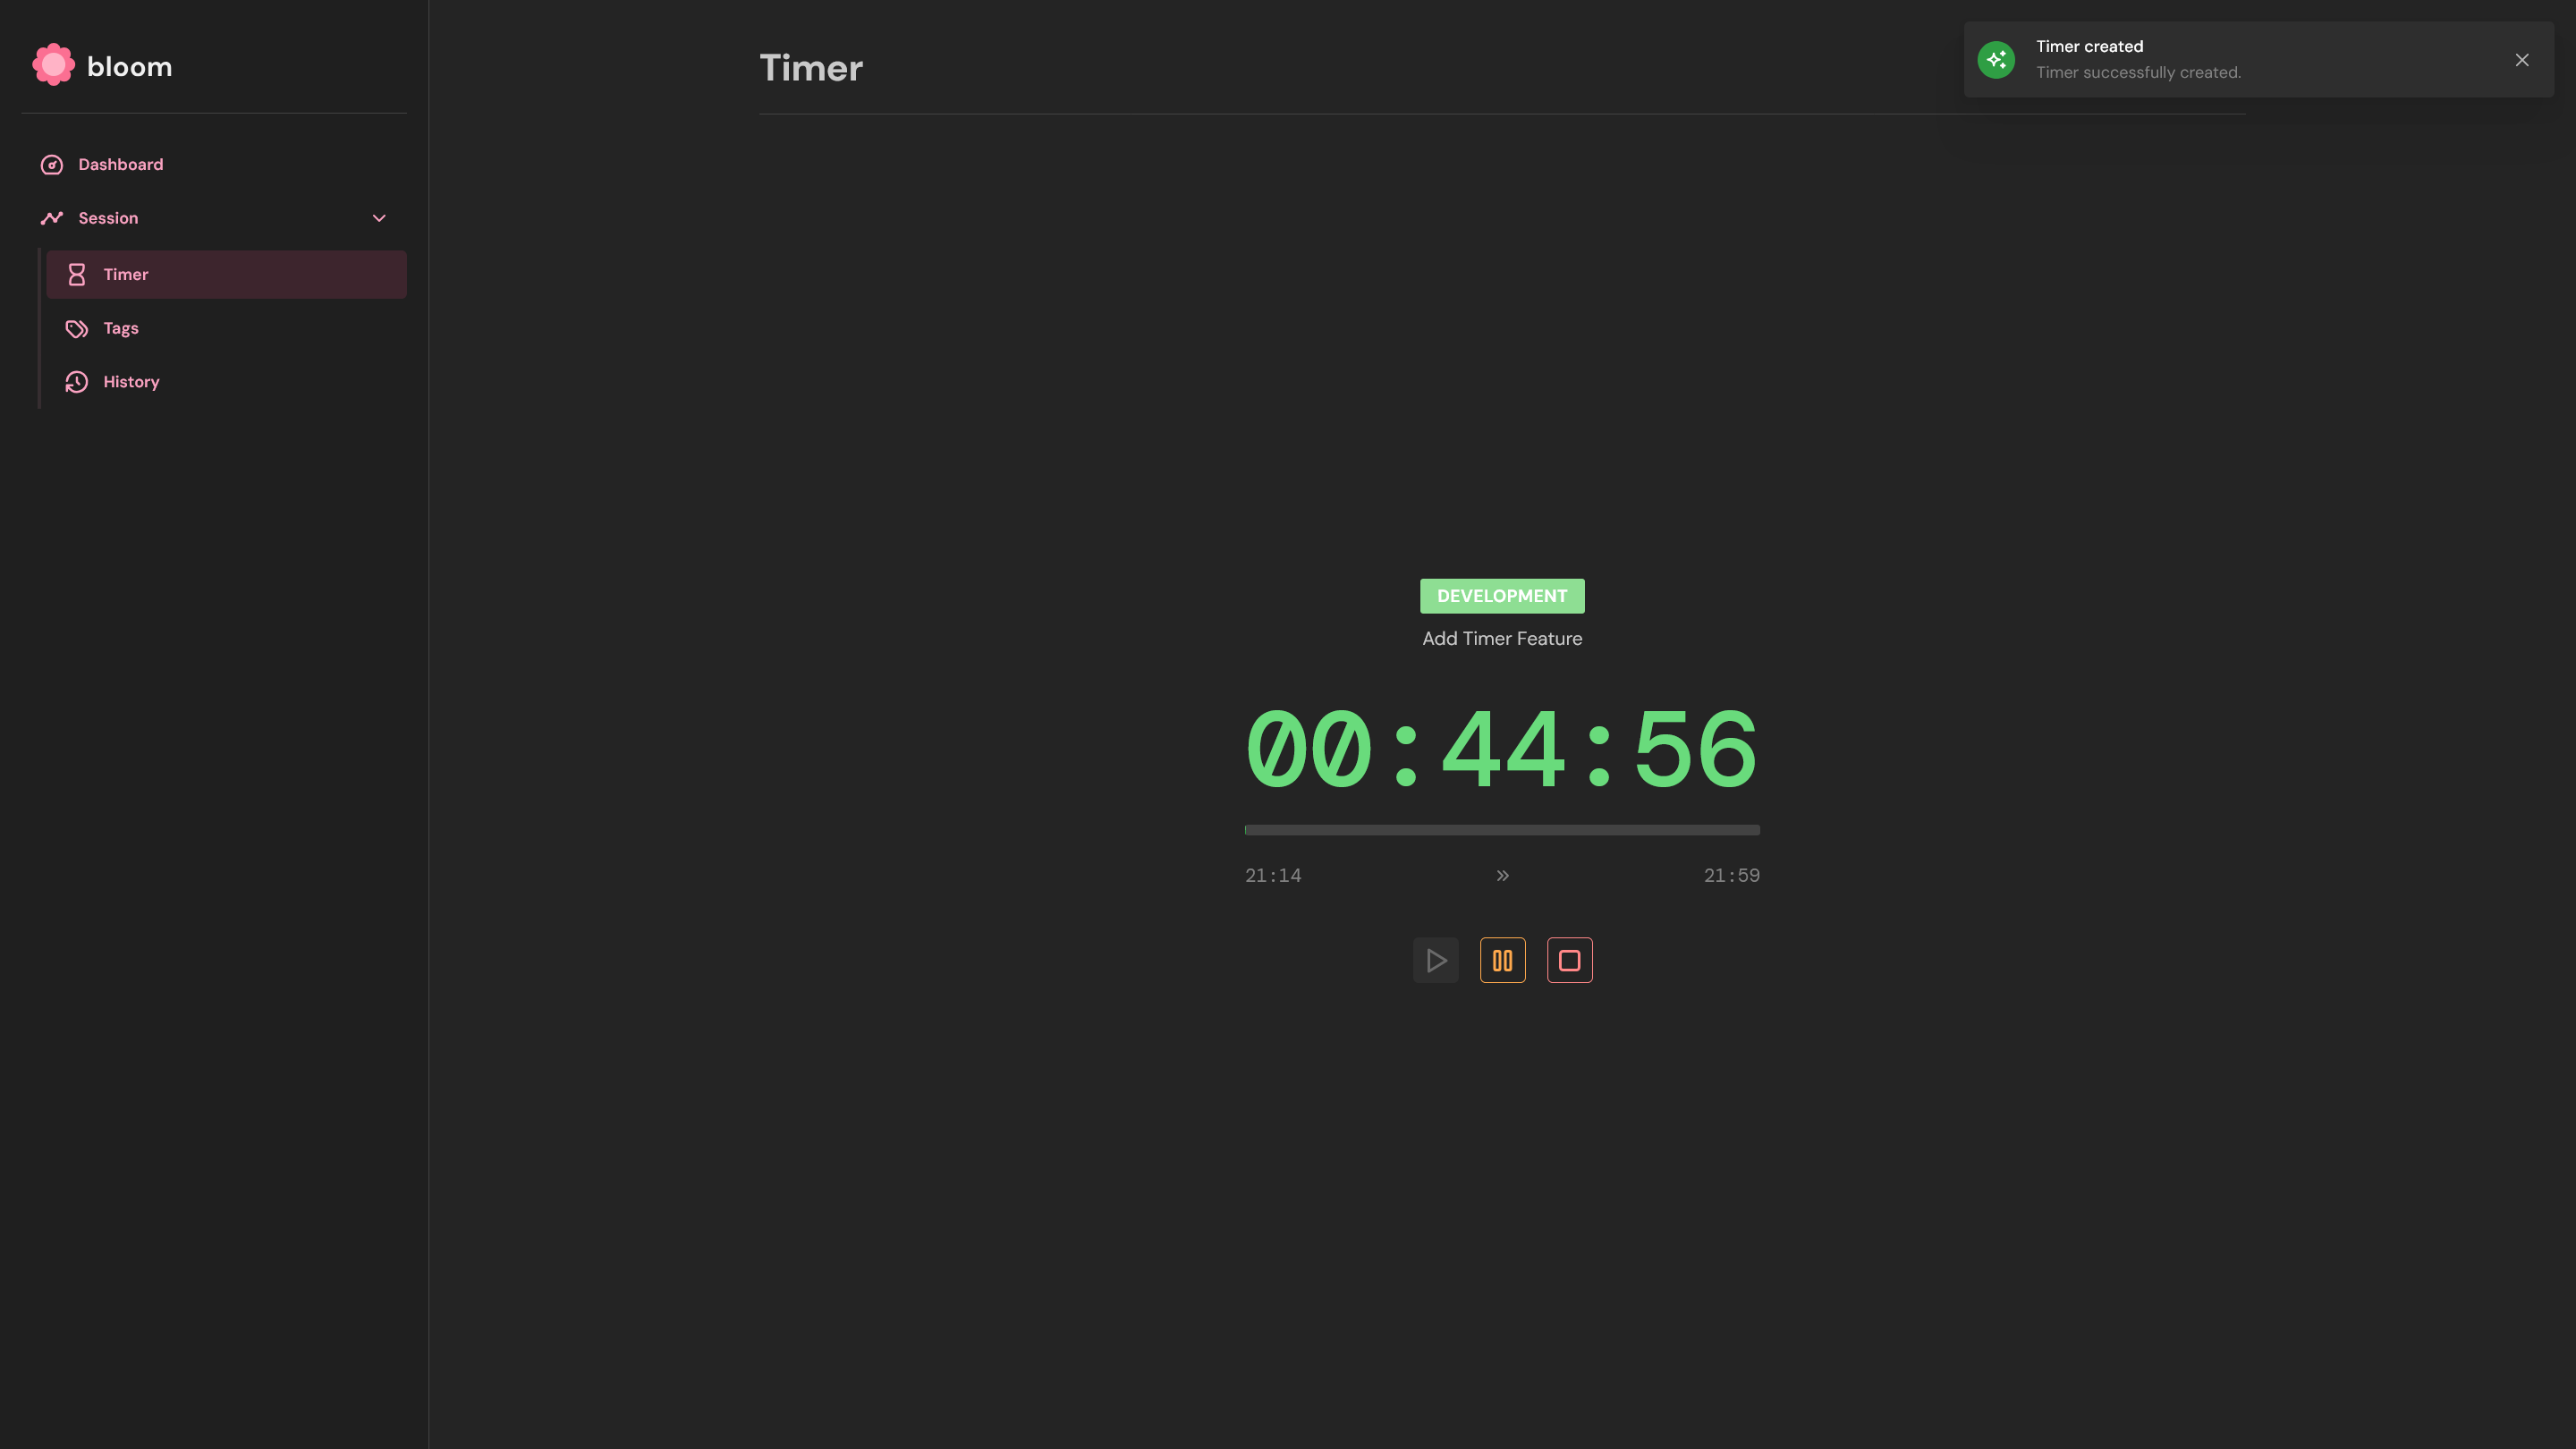 bloom
Dashboard
Session
Timer
Tags
History
Timer
Timer created
Timer successfully created.
DEVELOPMENT
Add Timer Feature
00:44:56
21:14
21:59